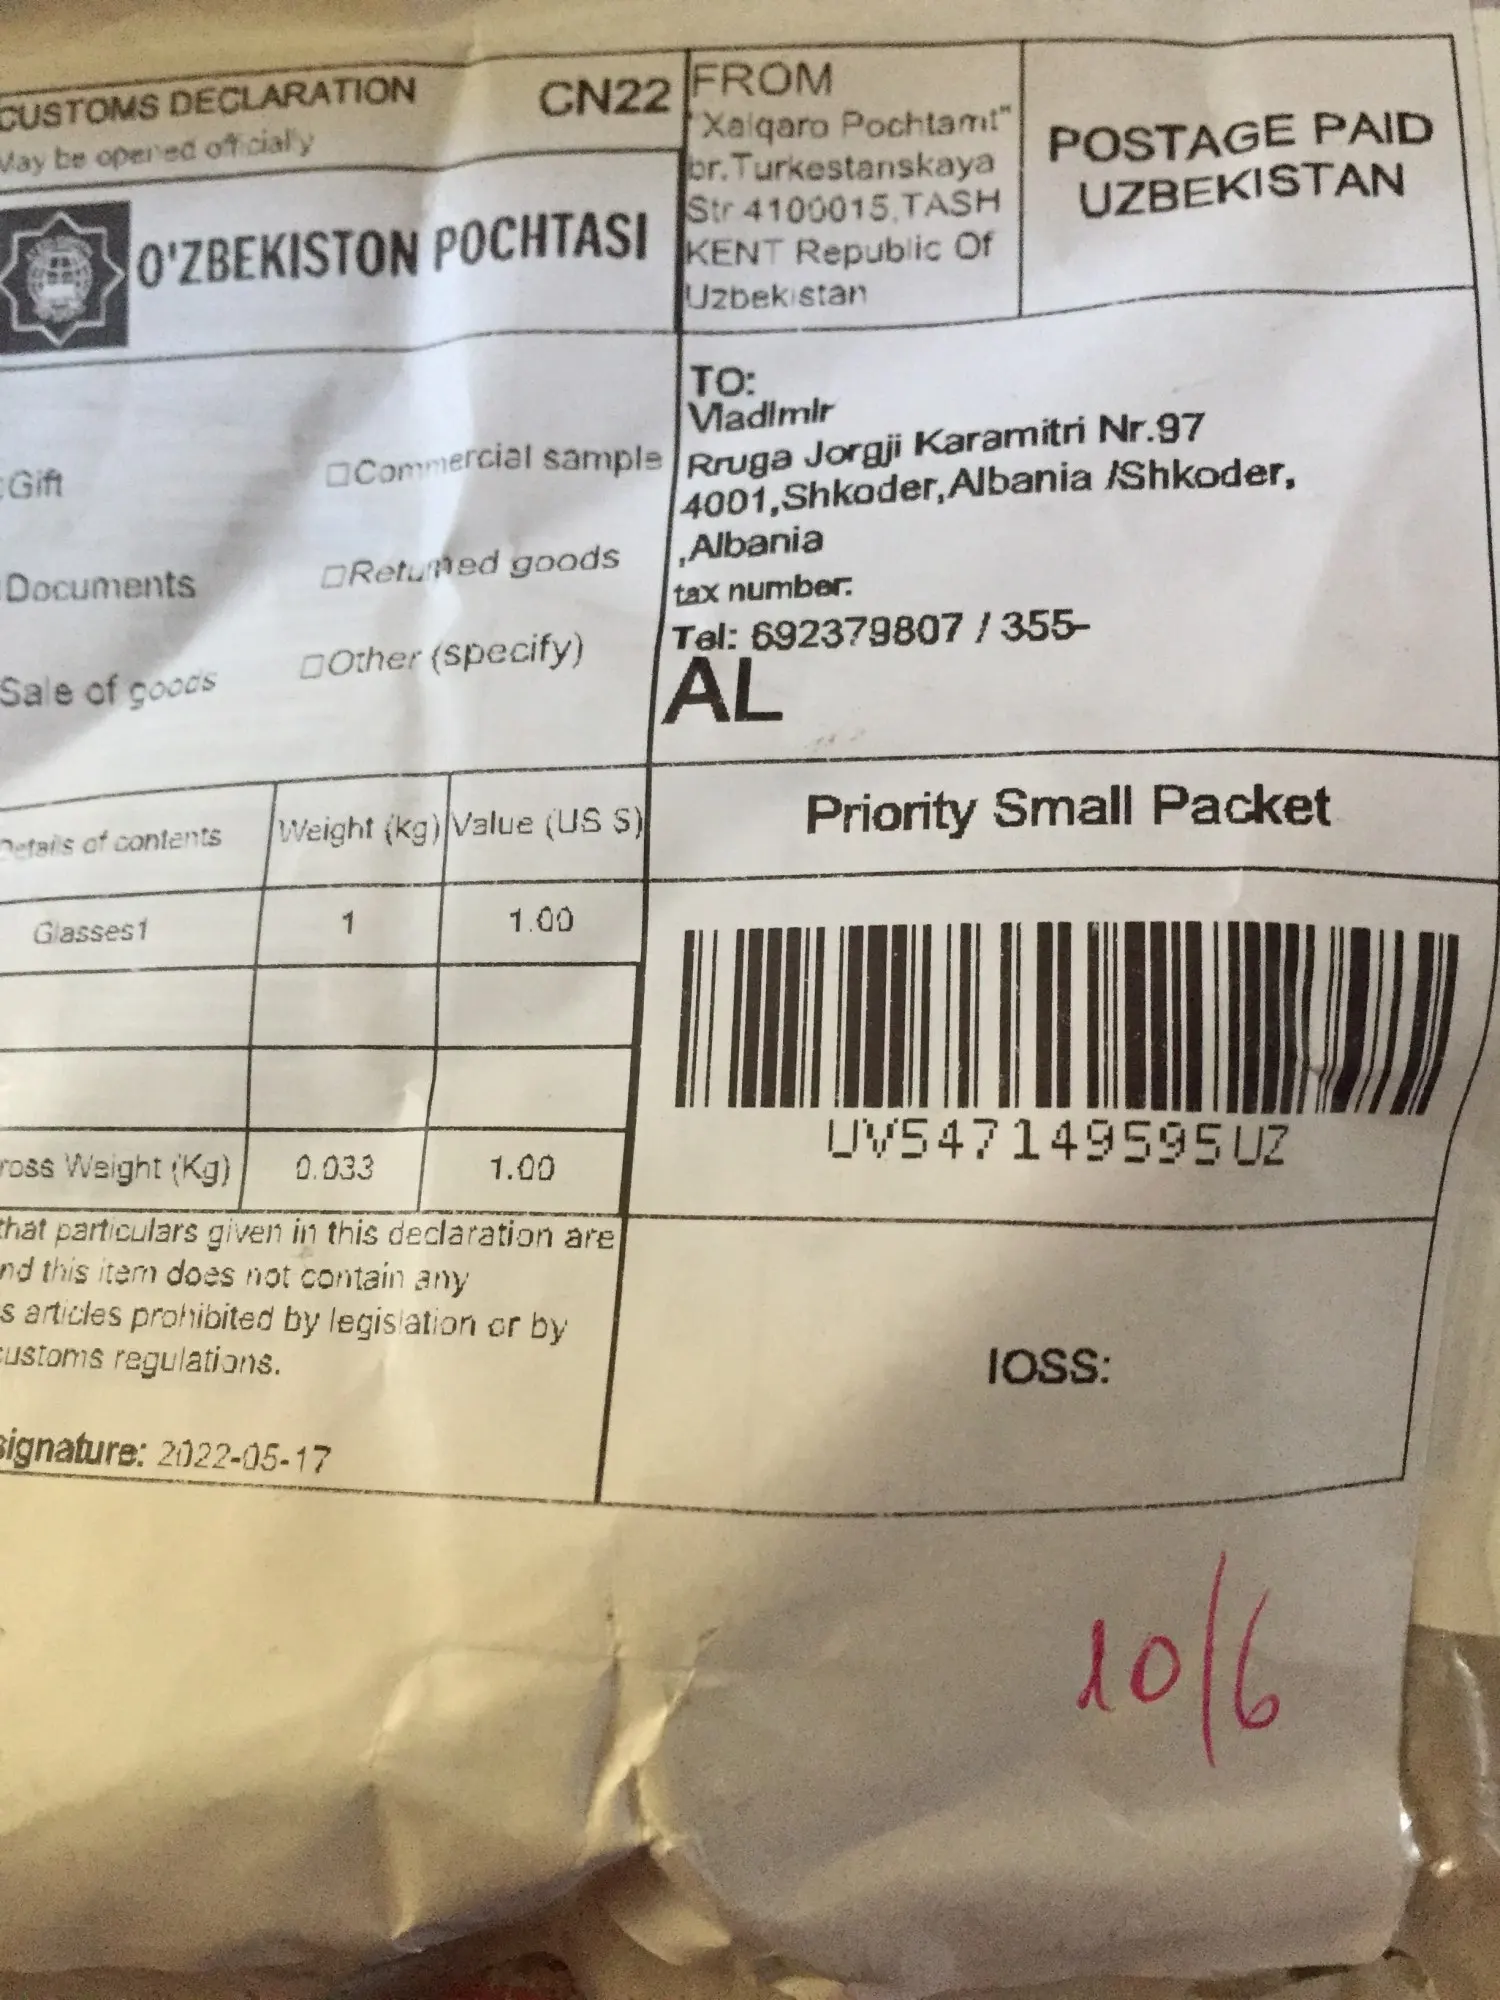 CUSTOMS DECLARATION CN22
May be opened officially
O'ZBEKISTON POCHTASI
FROM
"Xalqaro Pochtamt"
br.Turkestanskaya
Str 4100015,TASH
KENT Republic Of
Uzbekistan
POSTAGE PAID
UZBEKISTAN
Gift
□Commercial sample
Documents
□Returned goods
Sale of goods
□Other (specify)
TO:
VladImIr
Rruga Jorgji Karamitri Nr.97
4001,Shkoder,Albania /Shkoder,
,Albania
tax number:
Tel: 692379807 / 355-
AL
Details of contents Weight (kg) Value (US $)
Glasses1 1 1.00
ross Weight (Kg) 0.033 1.00
Priority Small Packet
UV547149595UZ
that particulars given in this declaration are
nd this item does not contain any
s articles prohibited by legislation or by
customs regulations.
signature: 2022-05-17
IOSS:
10/6